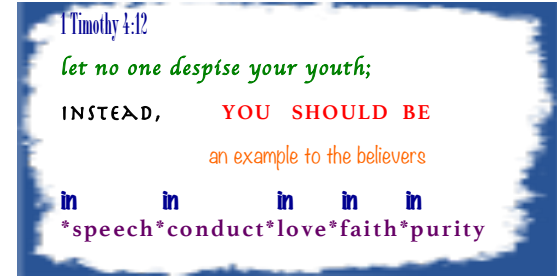 1 Timothy 4:12
let no one despise your youth;
INSTEAD, YOU SHOULD BE
an example to the believers
in in in in in
*speech*conduct*love*faith*purity